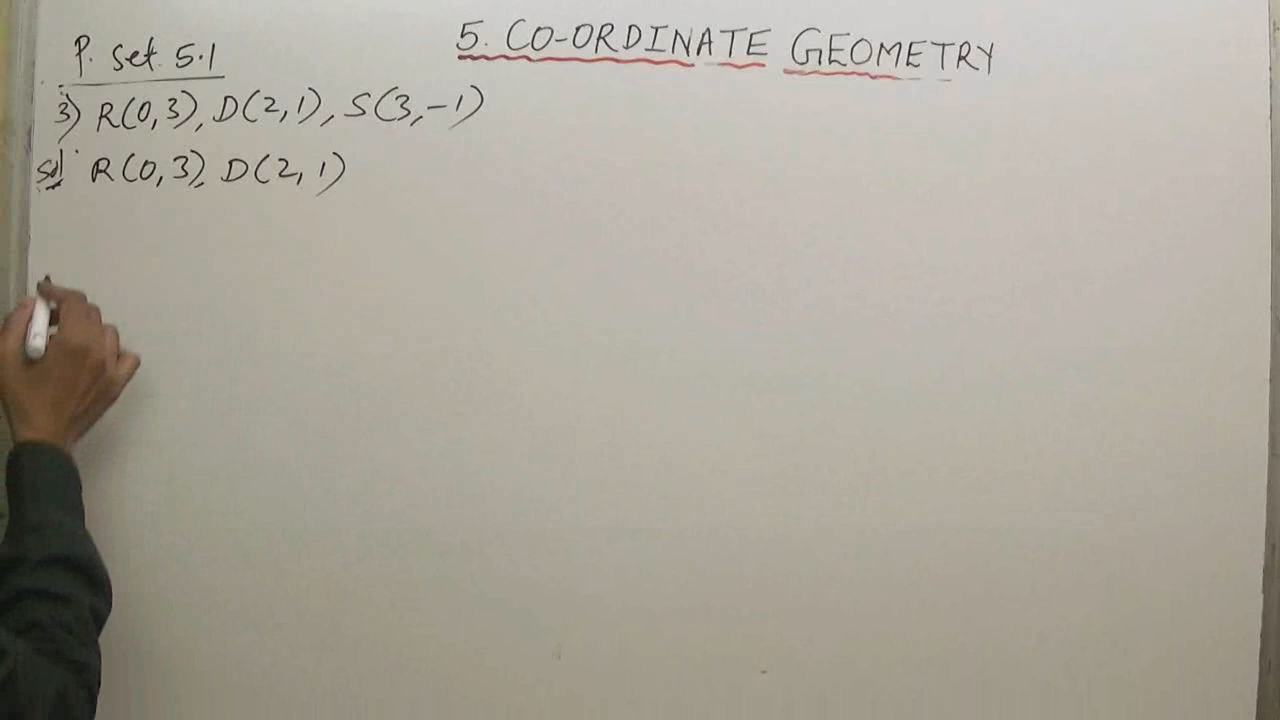 5. CO-ORDINATE GEOMETRY
P. Set 5.1
3) R(0,3), D(2,1), S(3,-1)
Sol. R(0,3), D(2,1)